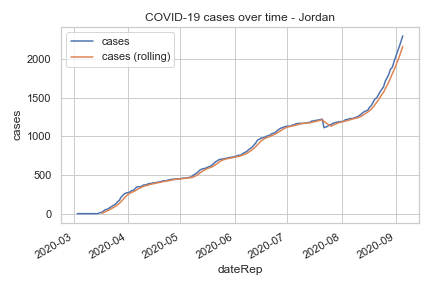 COVID-19 cases over time - Jordan
cases
cases (rolling)
2000
1500
1000
500
0
cases
2020-03
2020-04
2020-05
2020-06
2020-07
2020-08
2020-09
dateRep